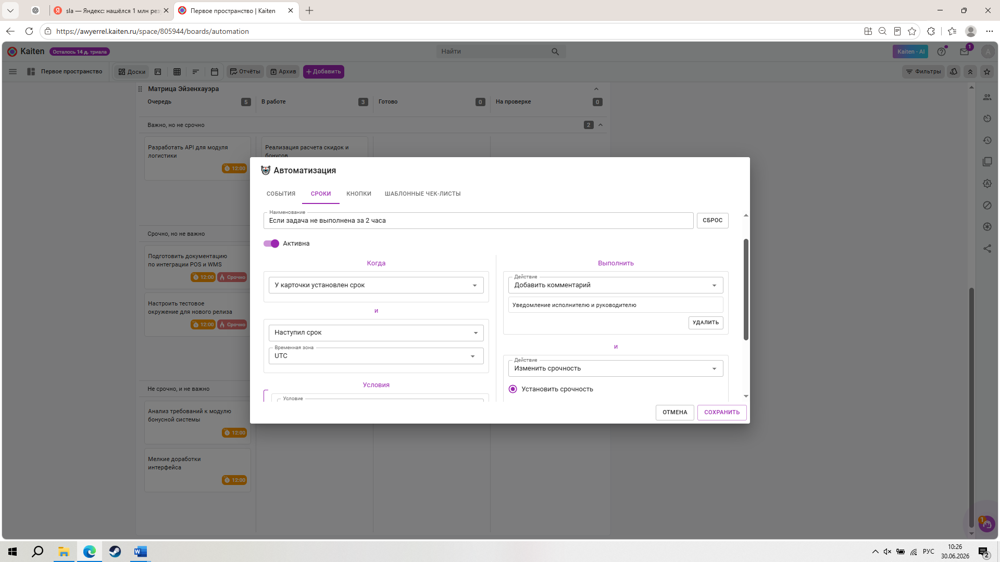 sla — Яндекс: нашёлся 1 млн рез
Первое пространство | Kaiten
https://awyerrel.kaiten.ru/space/805944/boards/automation
Kaiten
Осталось 14 д. триала
Найти
Kaiten - AI
1
A
Первое пространство
Доски
Отчёты
Архив
Добавить
Фильтры
Матрица Эйзенхауэра
Очередь
5
В работе
3
Готово
0
На проверке
0
Важно, но не срочно
2
Разработать API для модуля
логистики
12:00
Реализация расчета скидок и
бонусов
Срочно, но не важно
Подготовить документацию
по интеграции POS и WMS
12:00
Срочно
Настроить тестовое
окружение для нового релиза
12:00
Срочно
Не срочно, и не важно
Анализ требований к модулю
бонусной системы
12:00
Мелкие доработки
интерфейса
12:00
Автоматизация
СОБЫТИЯ
СРОКИ
КНОПКИ
ШАБЛОННЫЕ ЧЕК-ЛИСТЫ
Наименование
Если задача не выполнена за 2 часа
СБРОС
Активна
Когда
У карточки установлен срок
и
Наступил срок
Временная зона
UTC
Условия
Условие
Выполнить
Действие
Добавить комментарий
Уведомление исполнителю и руководителю
УДАЛИТЬ
и
Действие
Изменить срочность
Установить срочность
ОТМЕНА
СОХРАНИТЬ
1
РУС
10:26
30.06.2026
2